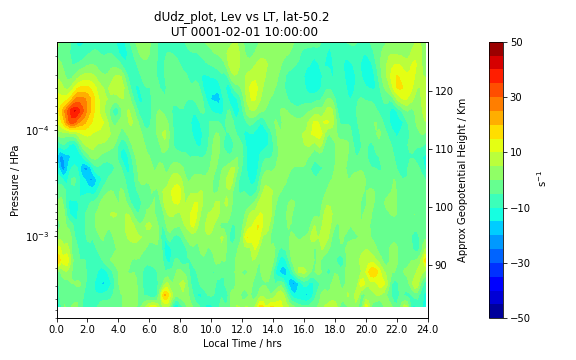 dUdz_plot, Lev vs LT, lat-50.2
UT 0001-02-01 10:00:00
Pressure / HPa
10⁻⁴
10⁻³
0.0 2.0 4.0 6.0 8.0 10.0 12.0 14.0 16.0 18.0 20.0 22.0 24.0
Local Time / hrs
120
110
100
90
Approx Geopotential Height / Km
50
30
10
−10
−30
−50
s⁻¹